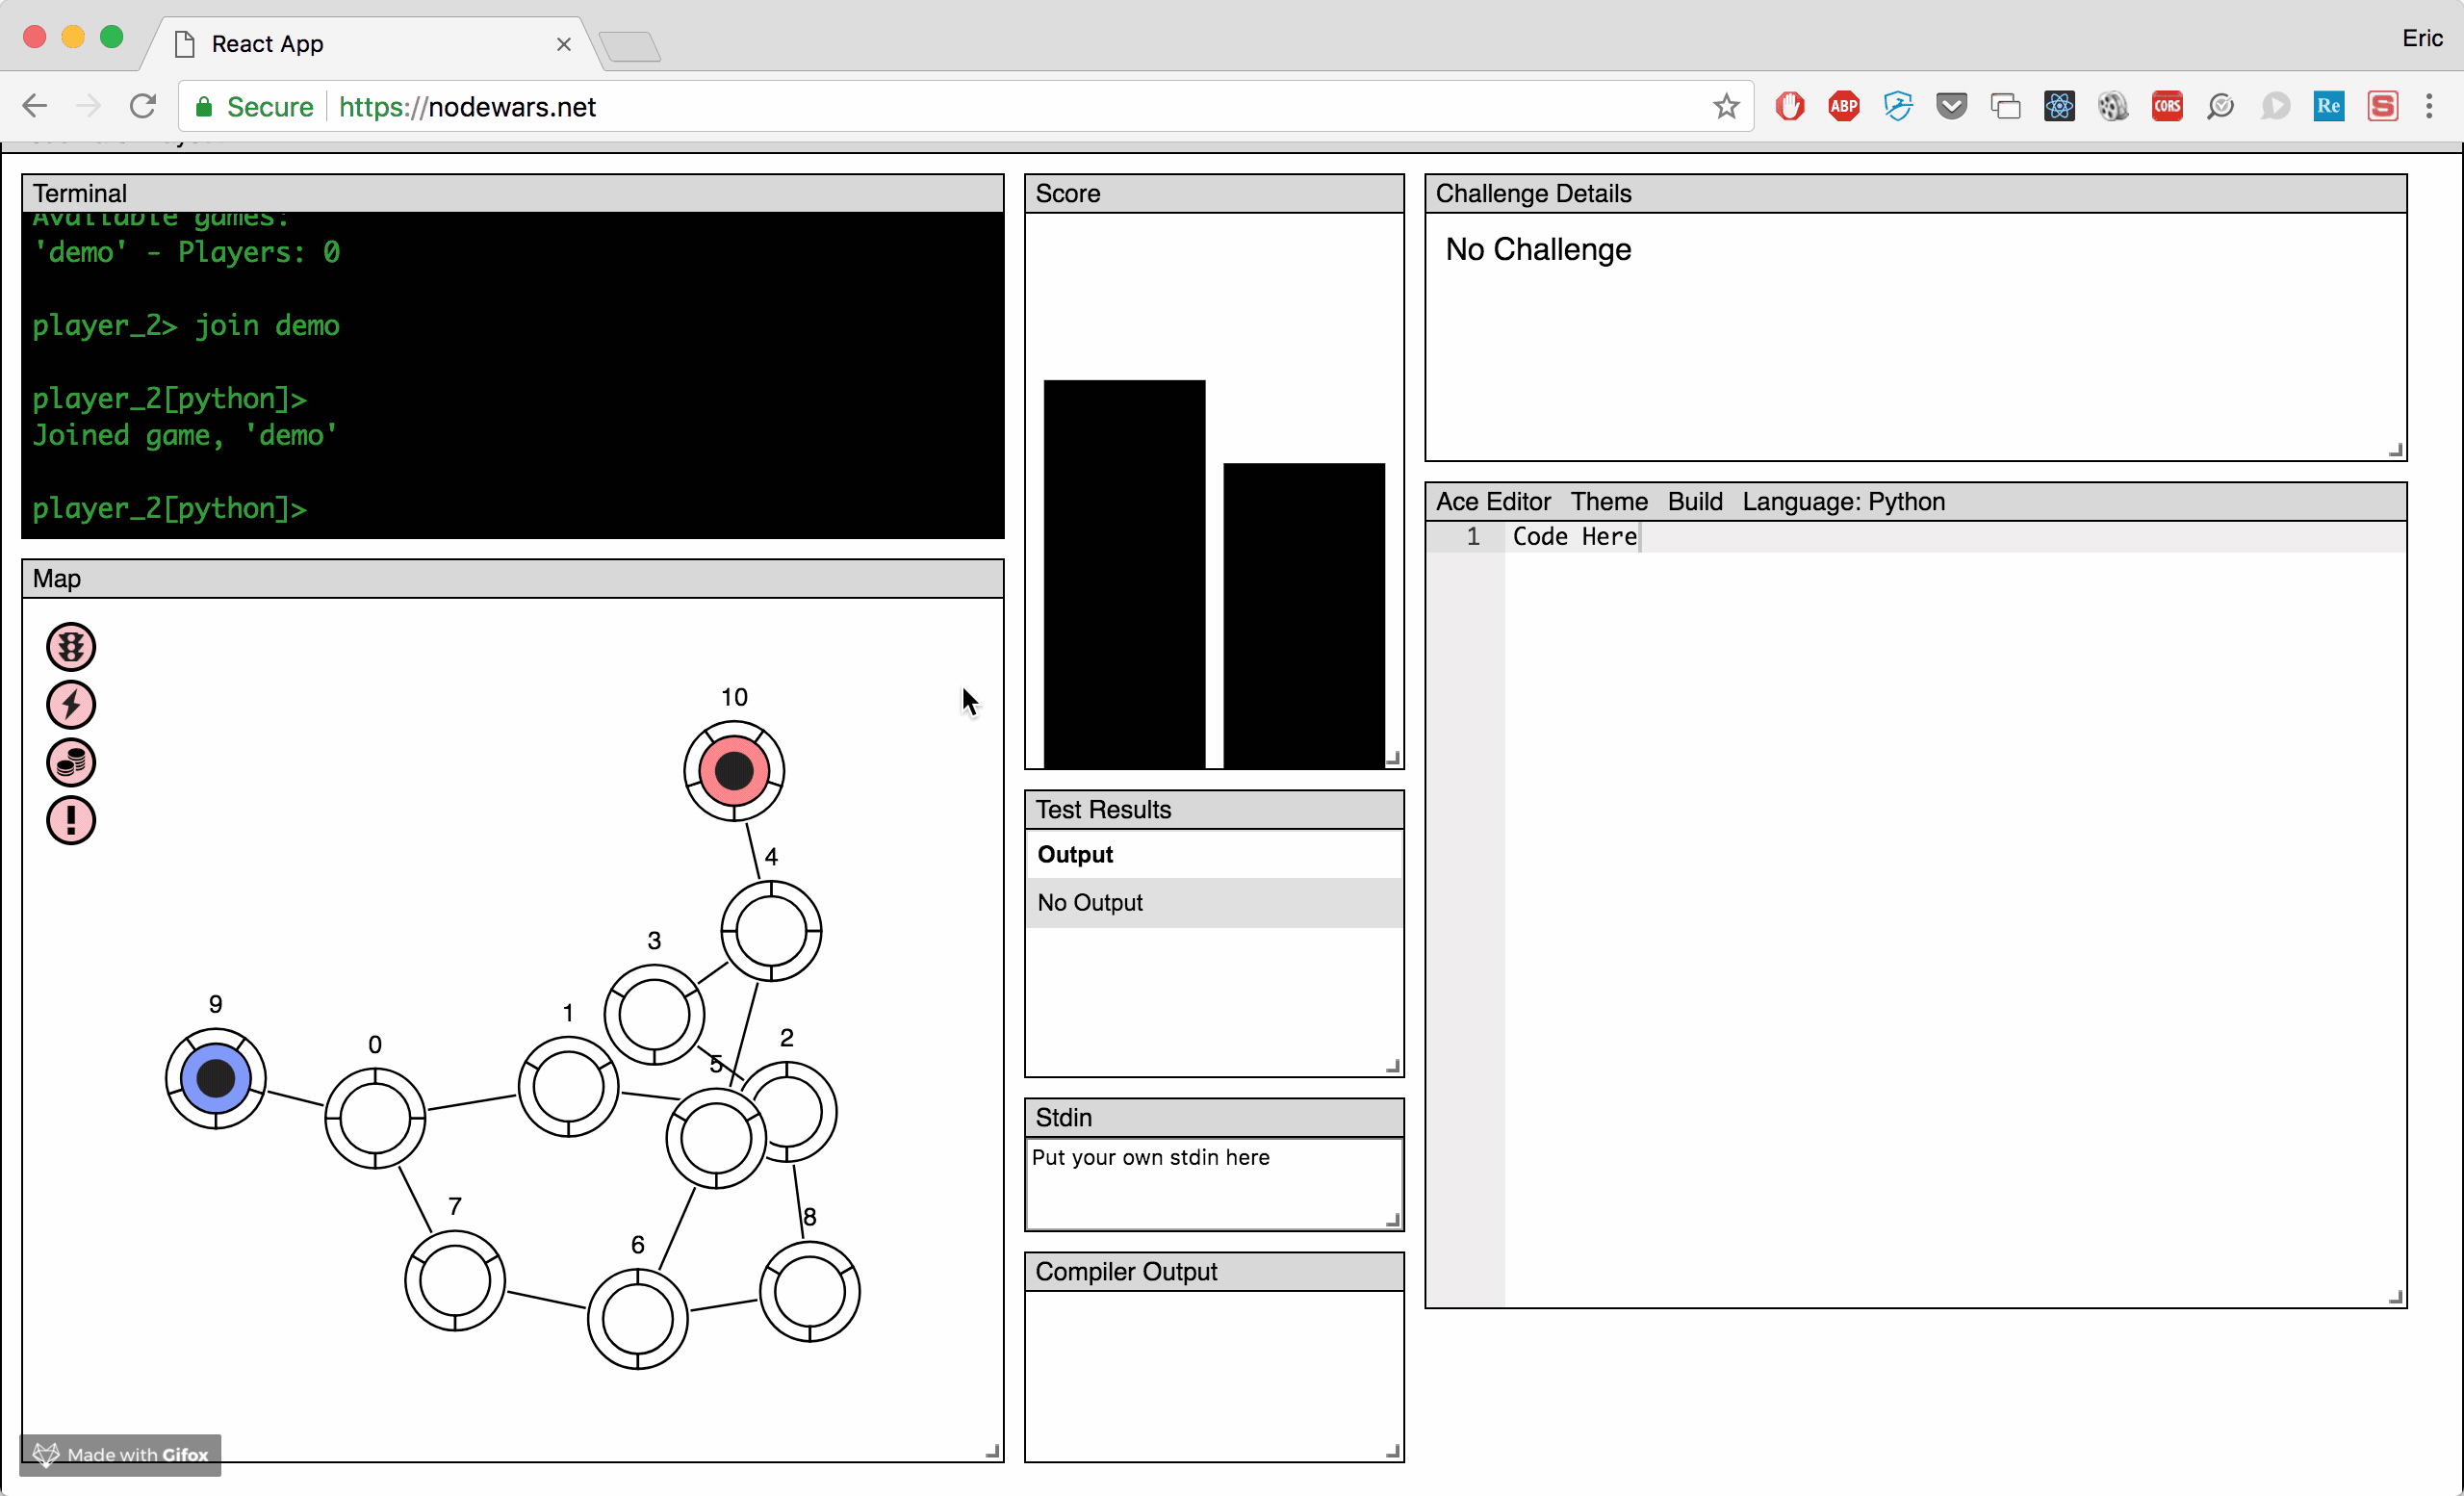 React App
Eric
Secure https://nodewars.net
ABP
CORS
Re
S
Terminal
Available games:
'demo' - Players: 0
player_2> join demo
player_2[python]>
Joined game, 'demo'
player_2[python]>
Map
10
4
3
9
0
1
2
5
7
6
8
Made with Gifox
Score
Test Results
Output
No Output
Stdin
Put your own stdin here
Compiler Output
Challenge Details
No Challenge
Ace Editor Theme Build Language: Python
1 Code Here